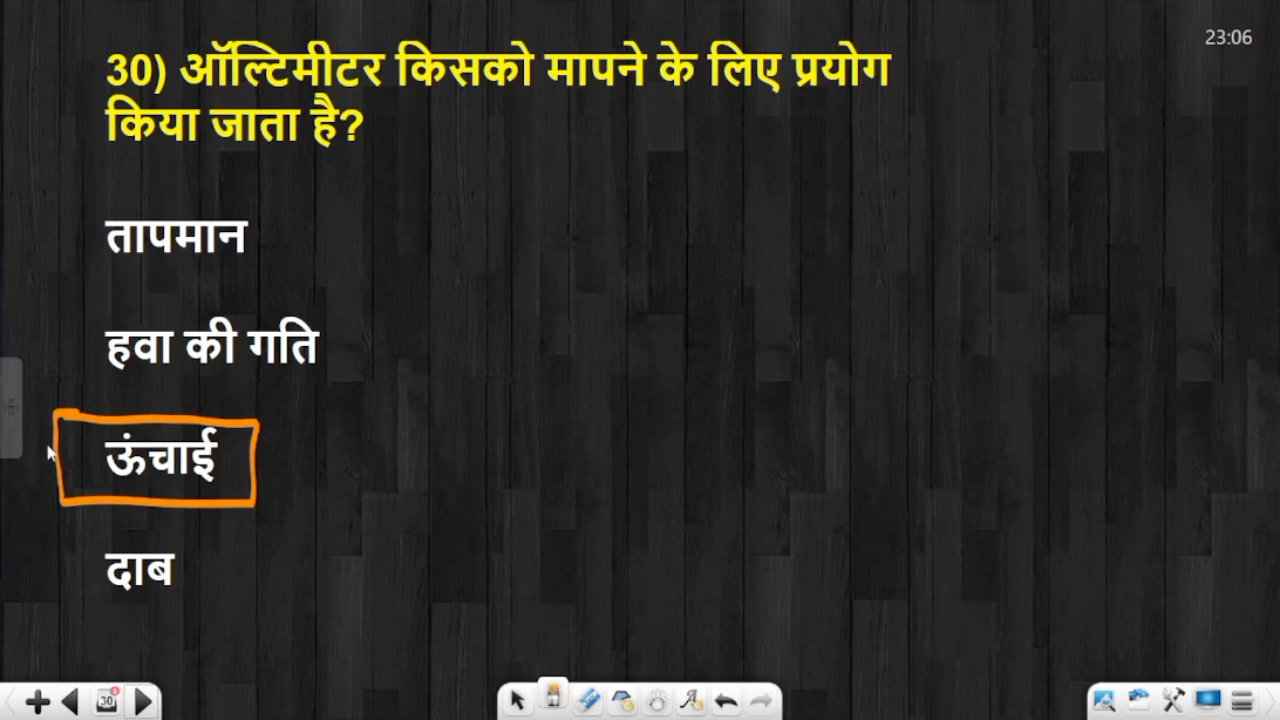 23:06
30) ऑल्टिमीटर किसको मापने के लिए प्रयोग
किया जाता है?
तापमान
हवा की गति
ऊंचाई
दाब
30